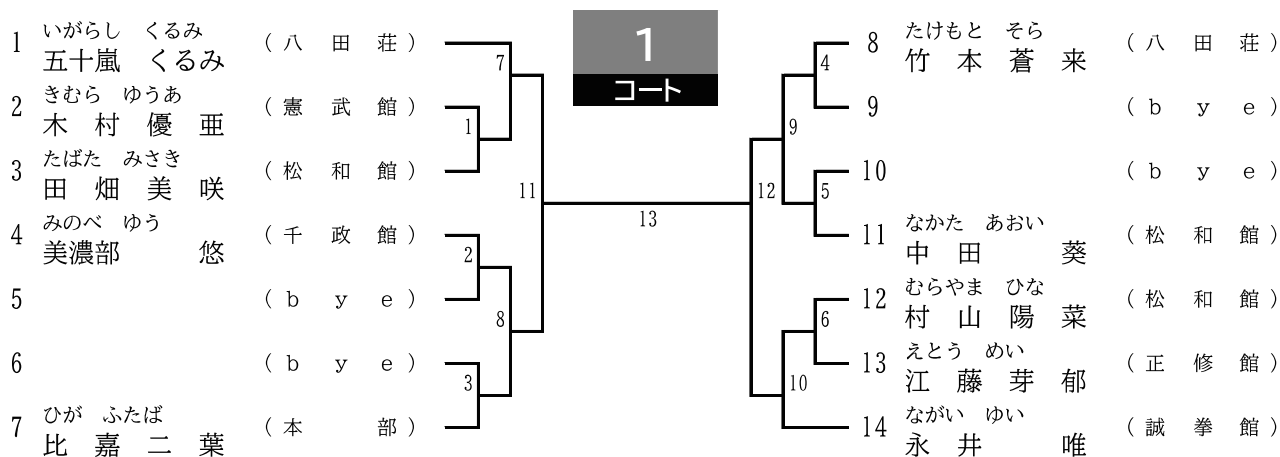 1
コート
いがらし くるみ
1 五十嵐 くるみ (八田荘)
きむら ゆうあ
2 木村優亜 (憲武館)
たばた みさき
3 田畑美咲 (松和館)
みのべ ゆう
4 美濃部 悠 (千政館)
5 (bye)
6 (bye)
ひが ふたば
7 比嘉二葉 (本部)
7
1
11
2
8
3
13
4
9
12
5
6
10
たけもと そら
8 竹本蒼来 (八田荘)
9 (bye)
10 (bye)
なかた あおい
11 中田 葵 (松和館)
むらやま ひな
12 村山陽菜 (松和館)
えとう めい
13 江藤芽郁 (正修館)
ながい ゆい
14 永井 唯 (誠拳館)